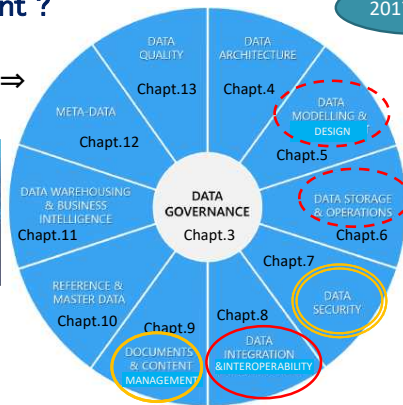 nt ?
201
⇒
DATA
QUALITY
Chapt.13
DATA
ARCHITECTURE
Chapt.4
DATA
MODELLING &
DESIGN
Chapt.5
META-DATA
Chapt.12
DATA STORAGE
& OPERATIONS
Chapt.6
DATA WAREHOUSING
& BUSINESS
INTELLIGENCE
Chapt.11
DATA
GOVERNANCE
Chapt.3
Chapt.7
DATA
SECURITY
REFERENCE &
MASTER DATA
Chapt.10
Chapt.9
DOCUMENTS
& CONTENT
MANAGEMENT
Chapt.8
DATA
INTEGRATION
&INTEROPERABILITY